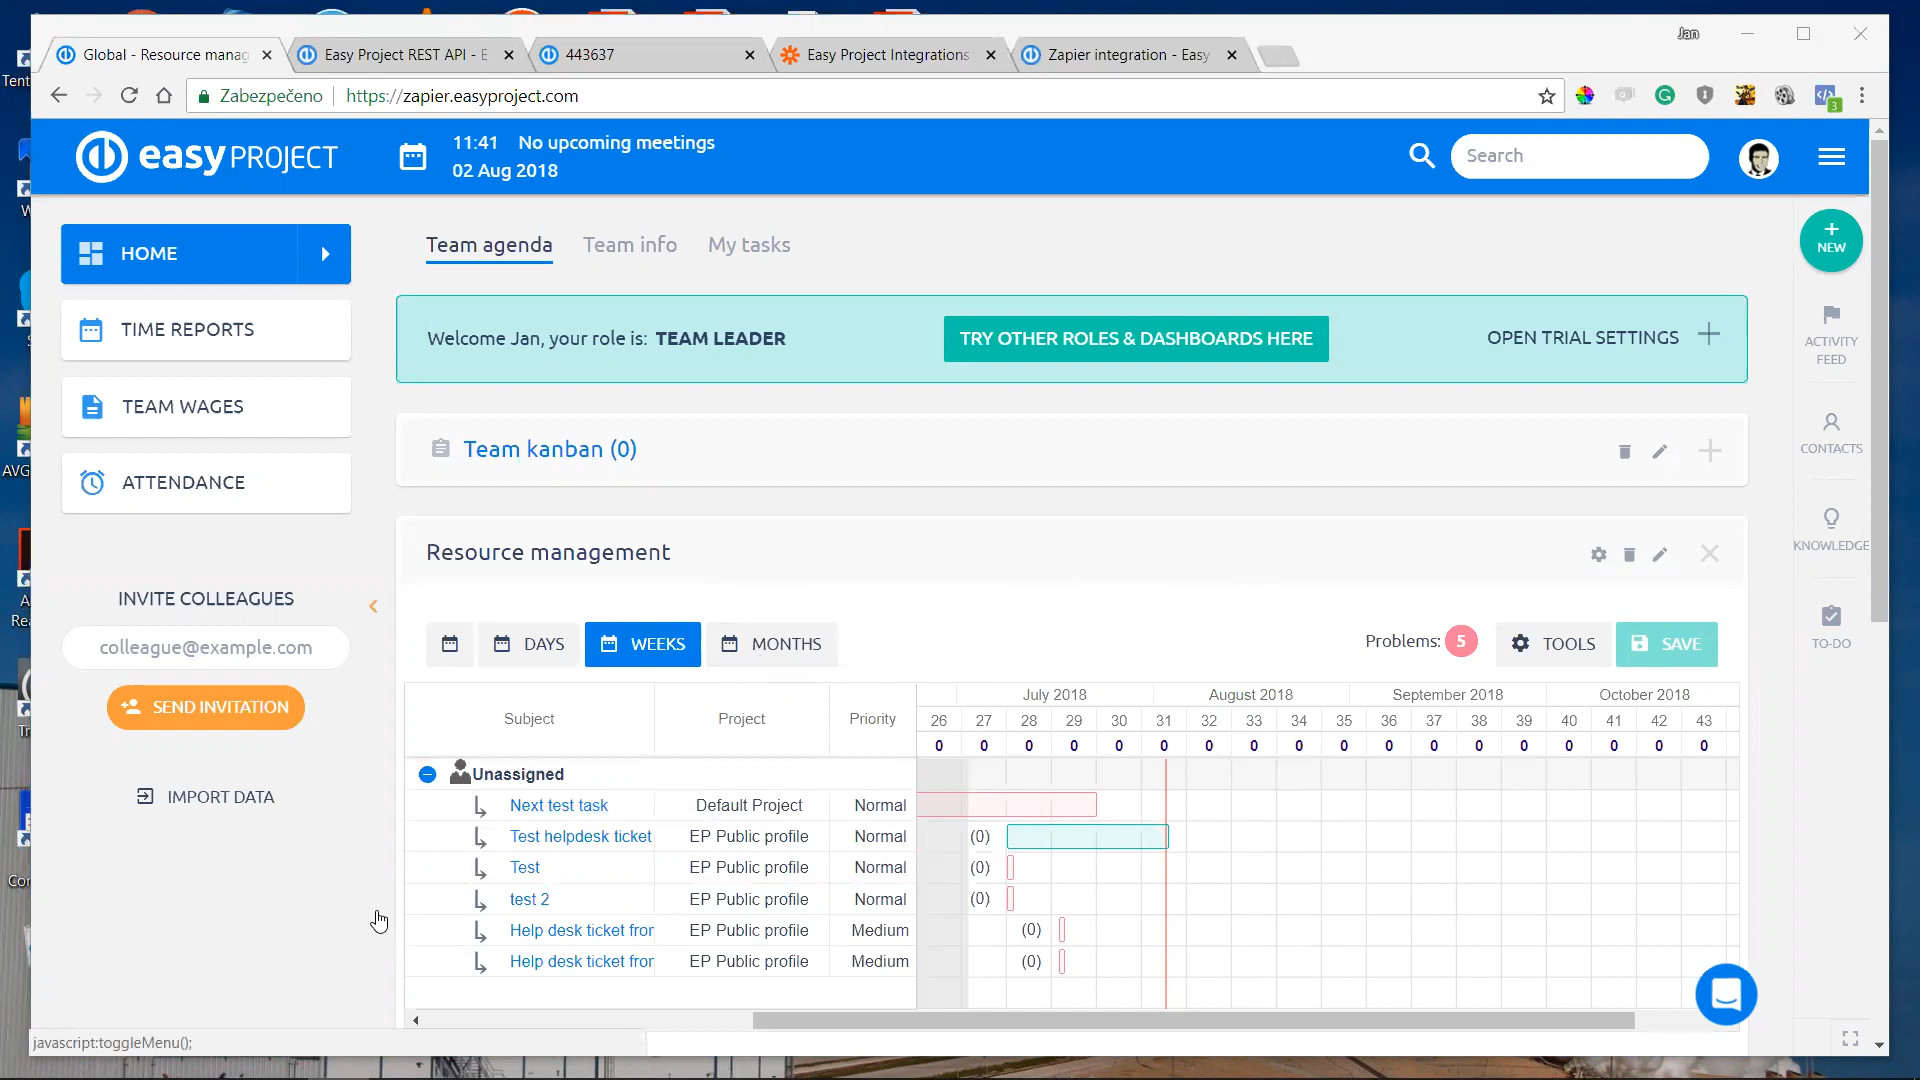 Jan
Global - Resource manag
Easy Project REST API - E
443637
Easy Project Integrations
Zapier integration - Easy
Zabezpečeno
https://zapier.easyproject.com
3
easy PROJECT
11:41 No upcoming meetings
02 Aug 2018
Search
HOME
TIME REPORTS
TEAM WAGES
ATTENDANCE
INVITE COLLEAGUES
colleague@example.com
SEND INVITATION
IMPORT DATA
Team agenda
Team info
My tasks
Welcome Jan, your role is: TEAM LEADER
TRY OTHER ROLES & DASHBOARDS HERE
OPEN TRIAL SETTINGS
NEW
ACTIVITY
FEED
CONTACTS
KNOWLEDGE
TO-DO
Team kanban (0)
Resource management
DAYS
WEEKS
MONTHS
Problems: 5
TOOLS
SAVE
Subject Project Priority
July 2018 August 2018 September 2018 October 2018
26 27 28 29 30 31 32 33 34 35 36 37 38 39 40 41 42 43
0 0 0 0 0 0 0 0 0 0 0 0 0 0 0 0 0 0
Unassigned
Next test task Default Project Normal
Test helpdesk ticket EP Public profile Normal (0)
Test EP Public profile Normal (0)
test 2 EP Public profile Normal (0)
Help desk ticket fror EP Public profile Medium (0)
Help desk ticket fror EP Public profile Medium (0)
javascript:toggleMenu();
Tent
AVG
Rea
Tr
Cor